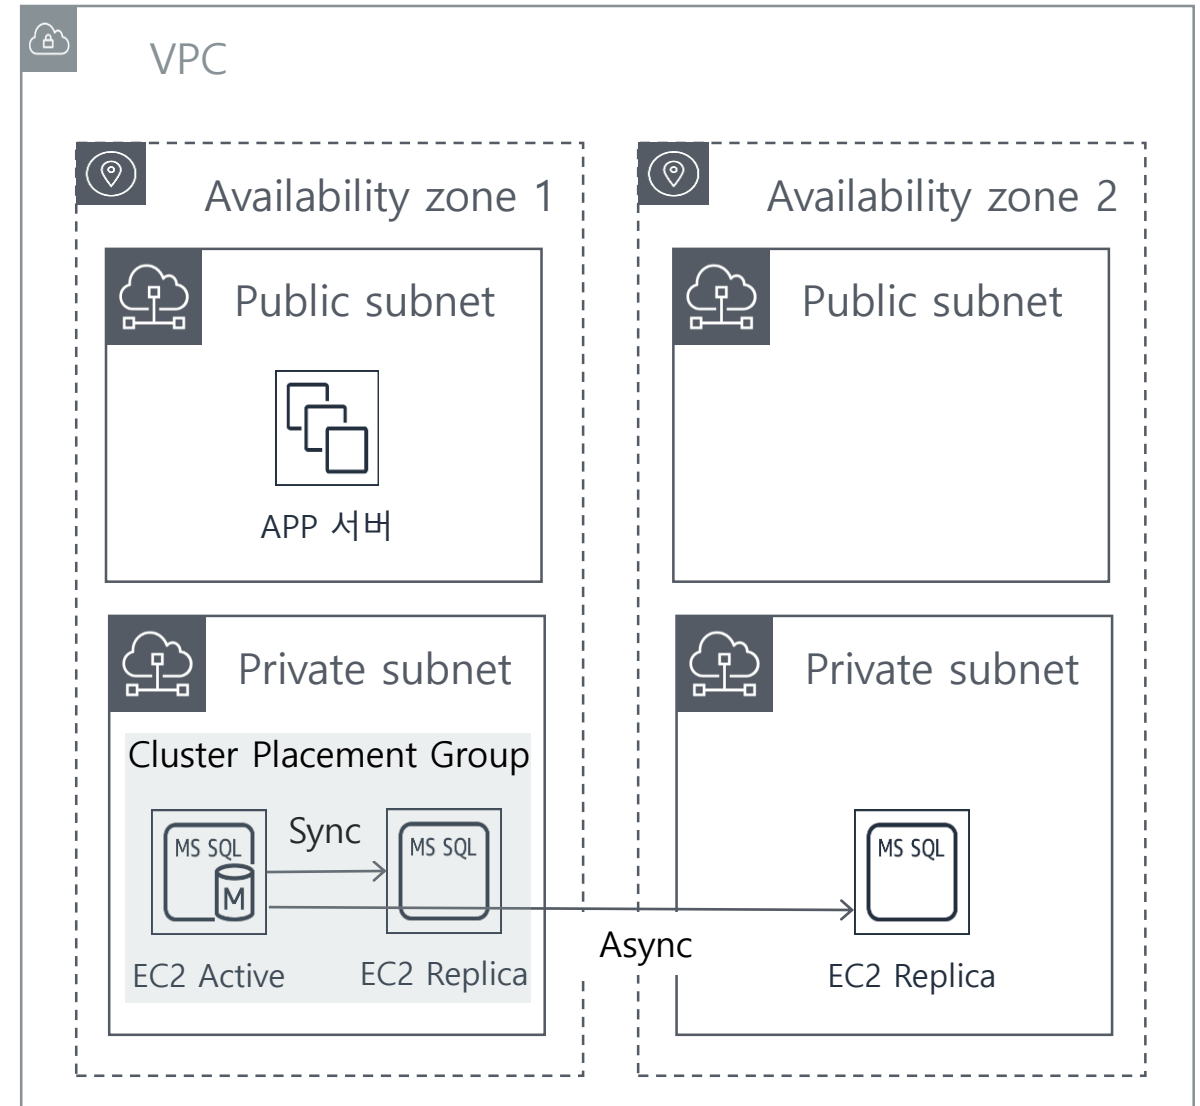 VPC
Availability zone 1
Availability zone 2
Public subnet
Public subnet
APP 서버
Private subnet
Private subnet
Cluster Placement Group
MS SQL
M
Sync
MS SQL
MS SQL
Async
EC2 Active
EC2 Replica
EC2 Replica